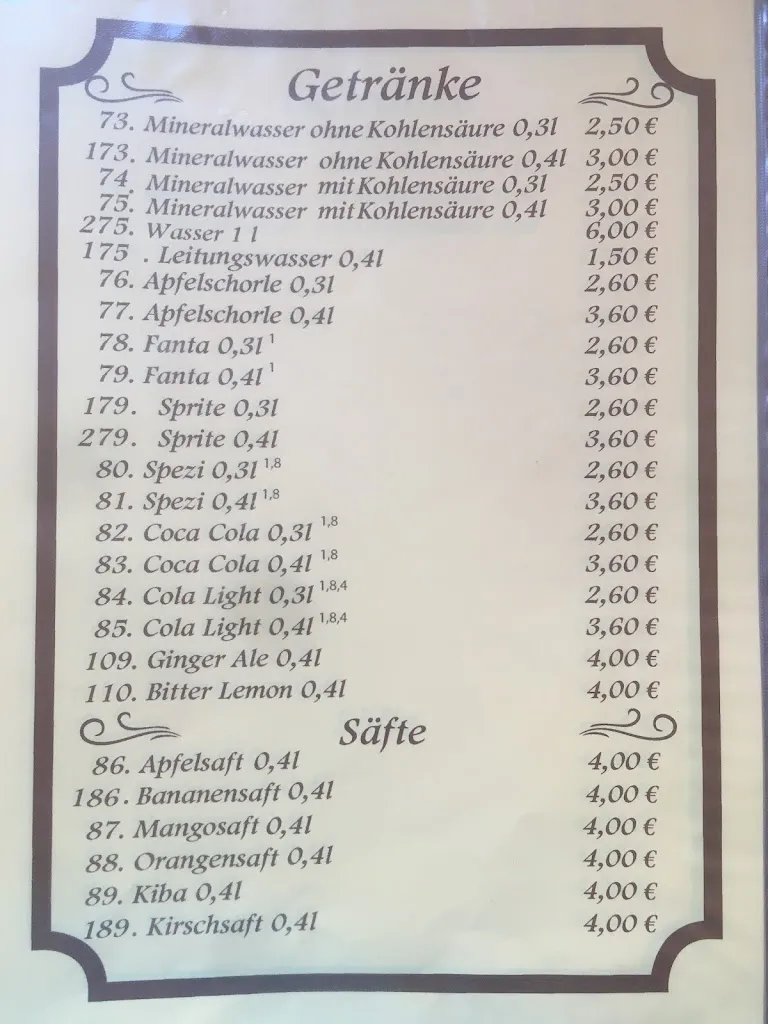 Getränke
73. Mineralwasser ohne Kohlensäure 0,3l 2,50 €
173. Mineralwasser ohne Kohlensäure 0,4l 3,00 €
74. Mineralwasser mit Kohlensäure 0,3l 2,50 €
75. Mineralwasser mit Kohlensäure 0,4l 3,00 €
275. Wasser 1 l 6,00 €
175 . Leitungswasser 0,4l 1,50 €
76. Apfelschorle 0,3l 2,60 €
77. Apfelschorle 0,4l 3,60 €
78. Fanta 0,3l ¹ 2,60 €
79. Fanta 0,4l ¹ 3,60 €
179. Sprite 0,3l 2,60 €
279. Sprite 0,4l 3,60 €
80. Spezi 0,3l 1,8 2,60 €
81. Spezi 0,4l 1,8 3,60 €
82. Coca Cola 0,3l 1,8 2,60 €
83. Coca Cola 0,4l 1,8 3,60 €
84. Cola Light 0,3l 1,8,4 2,60 €
85. Cola Light 0,4l 1,8,4 3,60 €
109. Ginger Ale 0,4l 4,00 €
110. Bitter Lemon 0,4l 4,00 €
Säfte
86. Apfelsaft 0,4l 4,00 €
186. Bananensaft 0,4l 4,00 €
87. Mangosaft 0,4l 4,00 €
88. Orangensaft 0,4l 4,00 €
89. Kiba 0,4l 4,00 €
189. Kirschsaft 0,4l 4,00 €